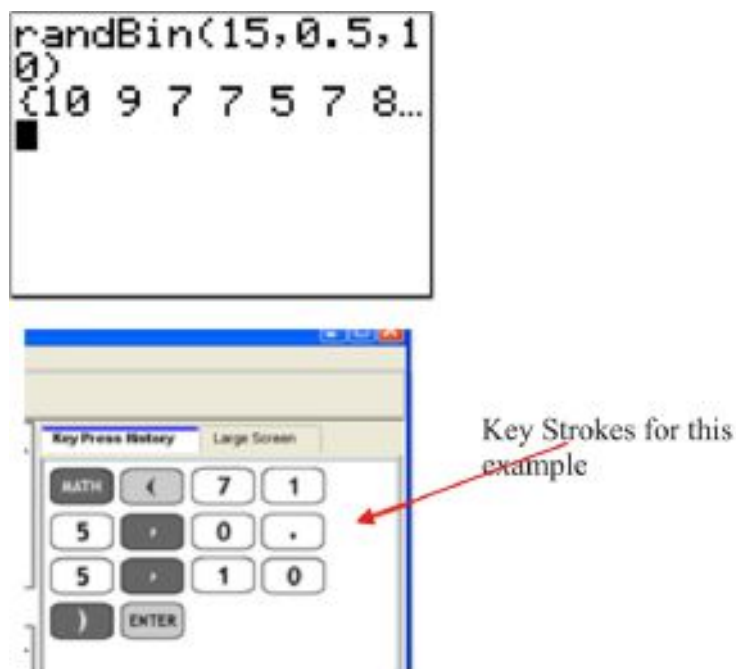 randBin(15,0.5,1
0)
{10 9 7 7 5 7 8…
Key Press History Large Screen
MATH ( 7 1
5 , 0 .
5 , 1 0
) ENTER
Key Strokes for this
example